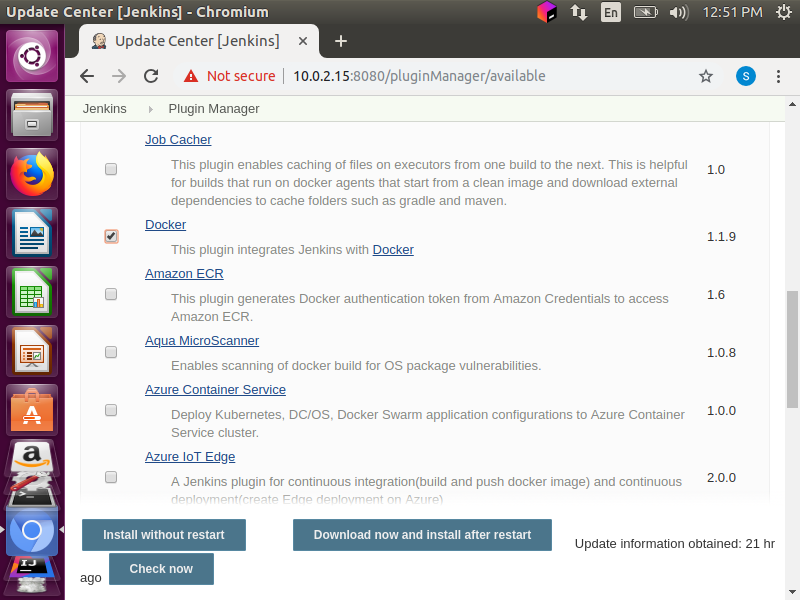 Update Center [Jenkins] - Chromium
En
12:51 PM
Update Center [Jenkins]
Not secure
10.0.2.15:8080/pluginManager/available
S
Jenkins
Plugin Manager
Job Cacher
This plugin enables caching of files on executors from one build to the next. This is helpful
for builds that run on docker agents that start from a clean image and download external
dependencies to cache folders such as gradle and maven.
1.0
Docker
This plugin integrates Jenkins with Docker
1.1.9
Amazon ECR
This plugin generates Docker authentication token from Amazon Credentials to access
Amazon ECR.
1.6
Aqua MicroScanner
Enables scanning of docker build for OS package vulnerabilities.
1.0.8
Azure Container Service
Deploy Kubernetes, DC/OS, Docker Swarm application configurations to Azure Container
Service cluster.
1.0.0
Azure IoT Edge
A Jenkins plugin for continuous integration(build and push docker image) and continuous
deployment(create Edge deployment on Azure)
2.0.0
Install without restart
Download now and install after restart
Update information obtained: 21 hr
ago
Check now
a
IJ